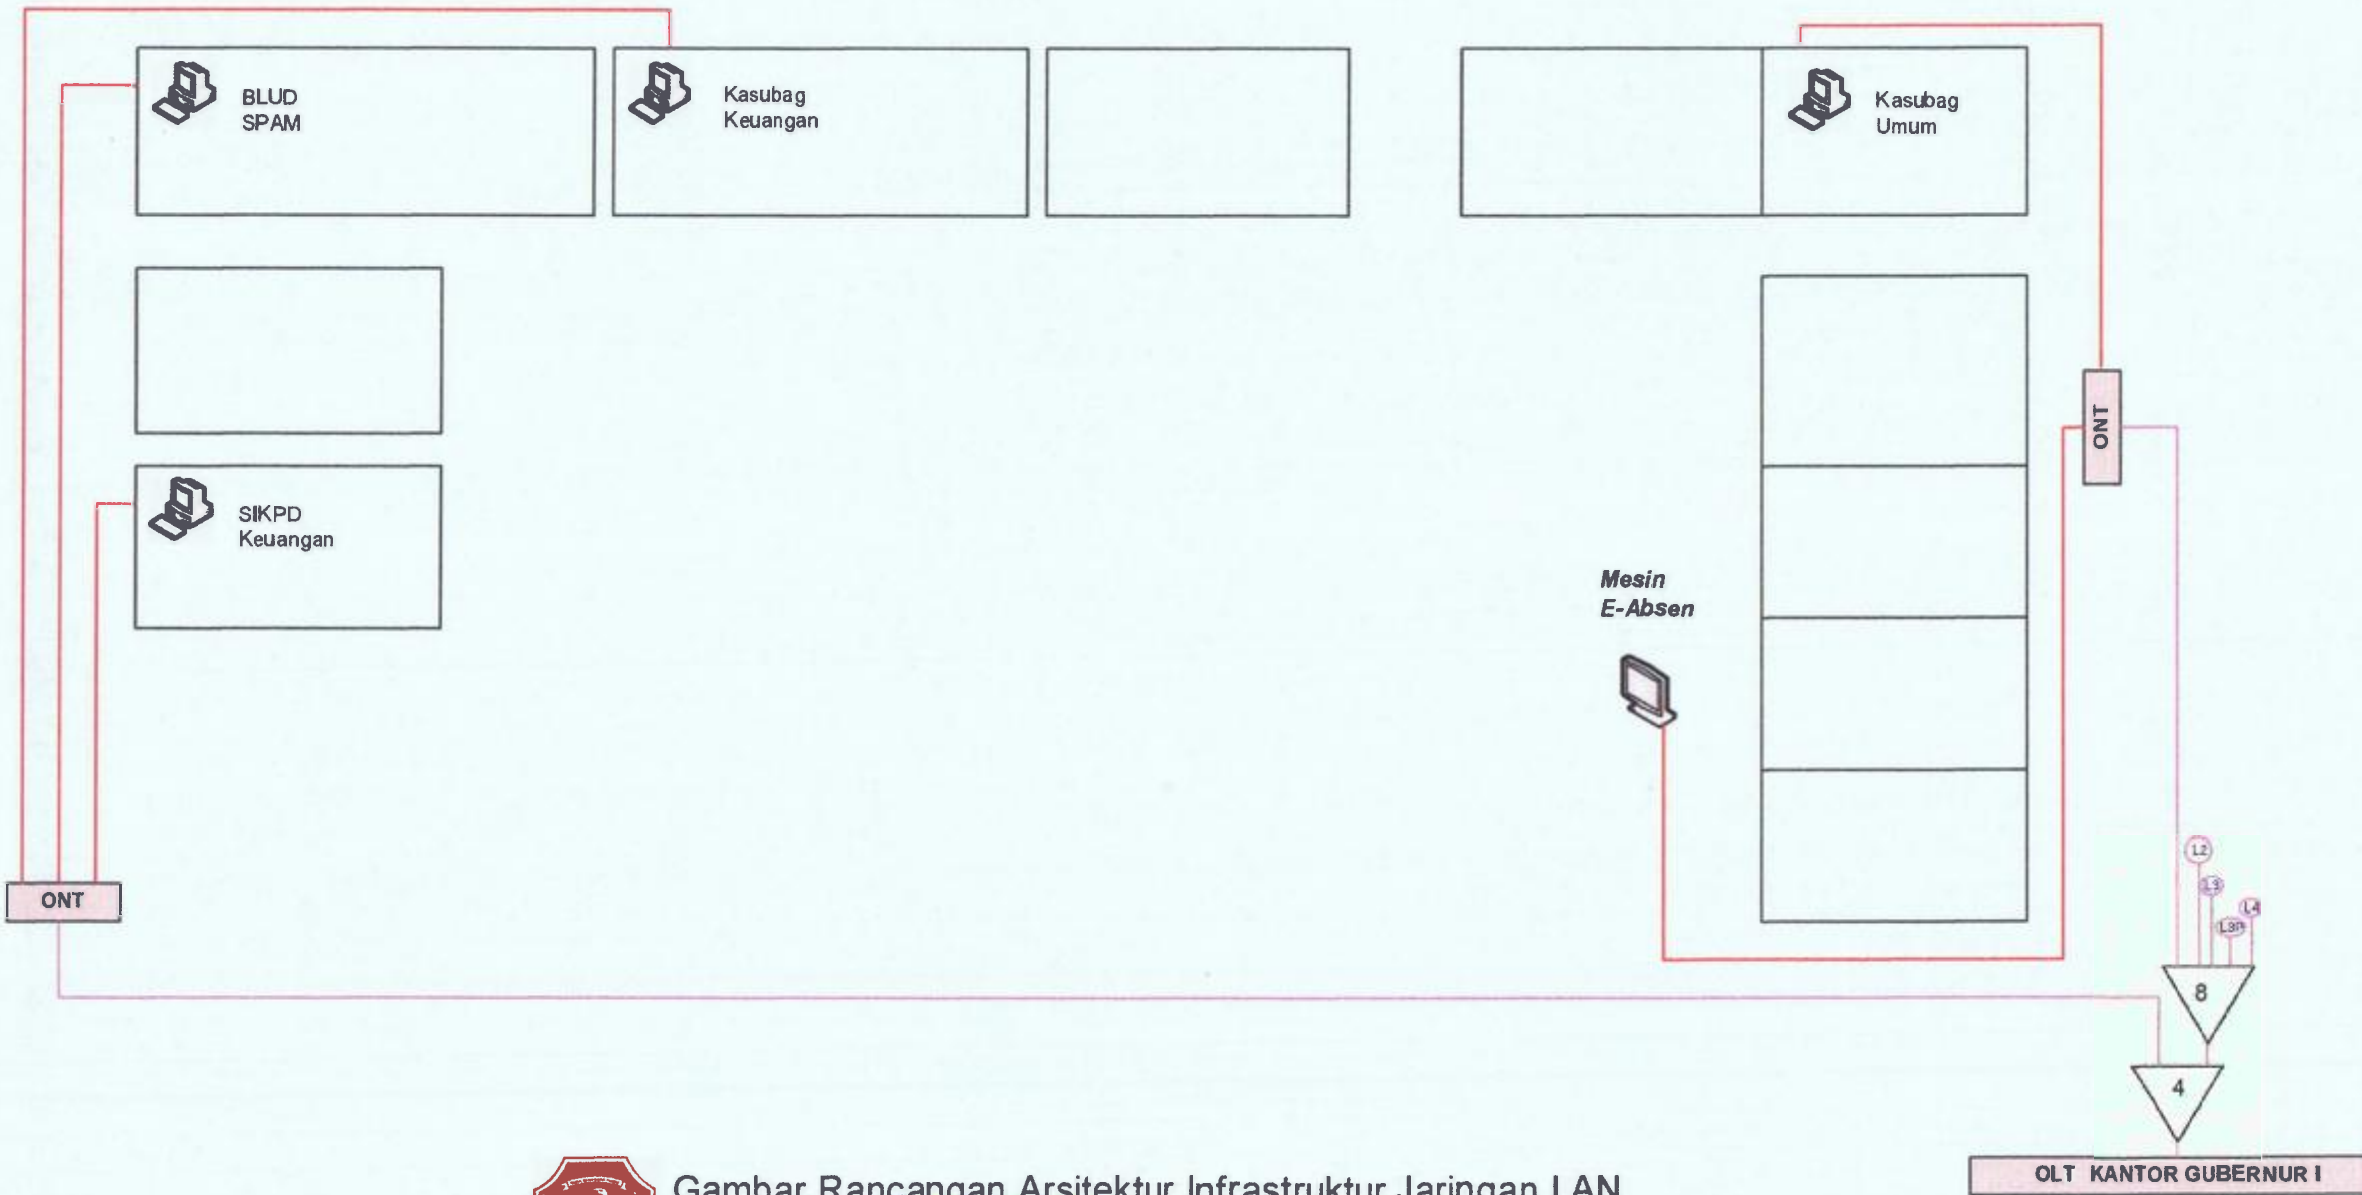 BLUD
SPAM
Kasubag
Keuangan
Kasubag
Umum
ONT
SIKPD
Keuangan
Mesin
E-Absen
L2
L3
L3P
L4
ONT
8
4
OLT KANTOR GUBERNUR I
Gambar Rancangan Arsitektur Infrastruktur Jaringan LAN